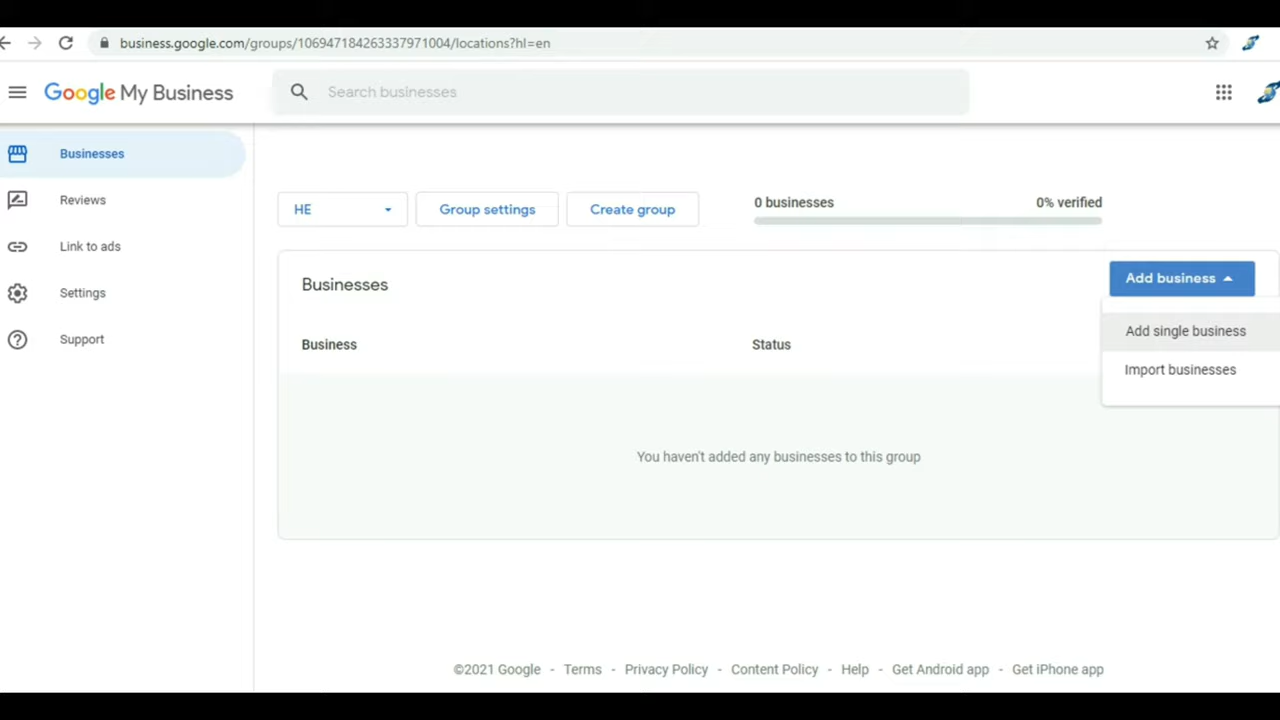 business.google.com/groups/106947184263337971004/locations?hl=en
Google My Business
Search businesses
Businesses
Reviews
Link to ads
Settings
Support
HE
Group settings
Create group
0 businesses
0% verified
Businesses
Add business
Add single business
Import businesses
Business
Status
You haven't added any businesses to this group
©2021 Google - Terms - Privacy Policy - Content Policy - Help - Get Android app - Get iPhone app